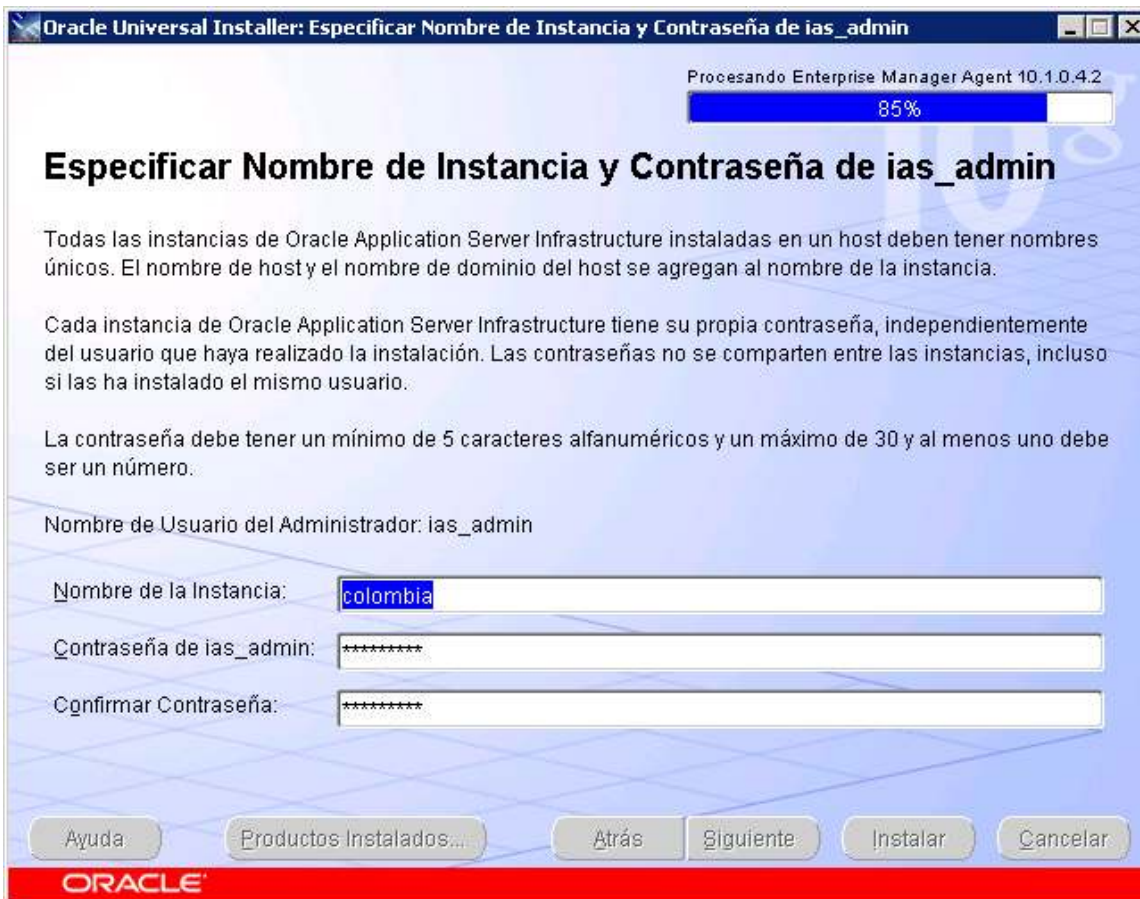 Oracle Universal Installer: Especificar Nombre de Instancia y Contraseña de ias_admin
Procesando Enterprise Manager Agent 10.1.0.4.2
85%
10g
Especificar Nombre de Instancia y Contraseña de ias_admin
Todas las instancias de Oracle Application Server Infrastructure instaladas en un host deben tener nombres
únicos. El nombre de host y el nombre de dominio del host se agregan al nombre de la instancia.
Cada instancia de Oracle Application Server Infrastructure tiene su propia contraseña, independientemente
del usuario que haya realizado la instalación. Las contraseñas no se comparten entre las instancias, incluso
si las ha instalado el mismo usuario.
La contraseña debe tener un mínimo de 5 caracteres alfanuméricos y un máximo de 30 y al menos uno debe
ser un número.
Nombre de Usuario del Administrador: ias_admin
Nombre de la Instancia: colombia
Contraseña de ias_admin: *********
Confirmar Contraseña: *********
Ayuda Productos Instalados... Atrás Siguiente Instalar Cancelar
ORACLE